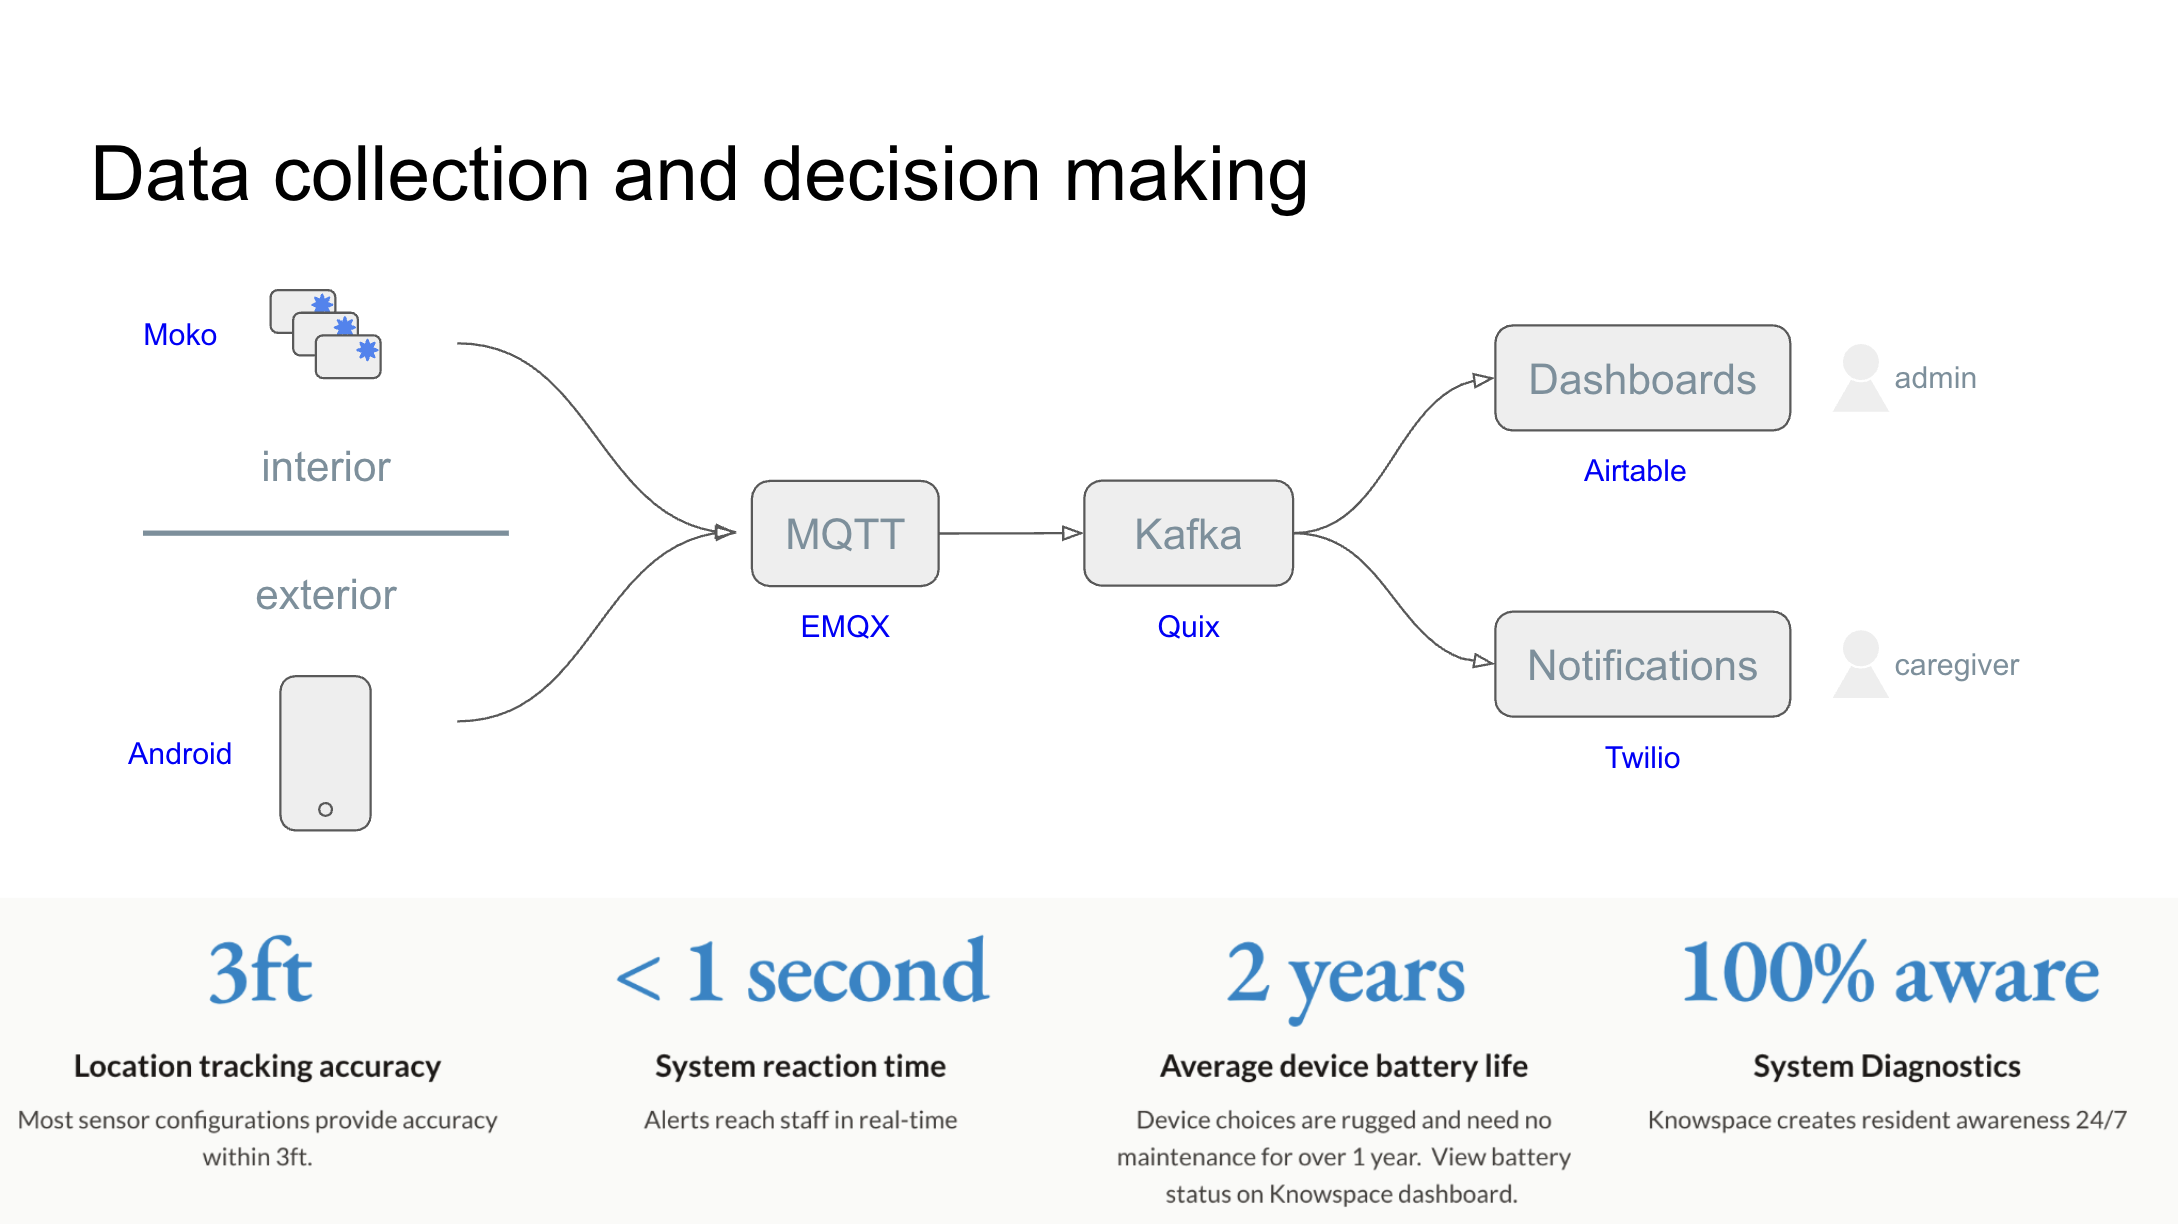 Data collection and decision making
Moko
interior
exterior
Android
MQTT
EMQX
Kafka
Quix
Dashboards
Airtable
admin
Notifications
Twilio
caregiver
3ft
Location tracking accuracy
Most sensor configurations provide accuracy
within 3ft.
< 1 second
System reaction time
Alerts reach staff in real-time
2 years
Average device battery life
Device choices are rugged and need no
maintenance for over 1 year.  View battery
status on Knowspace dashboard.
100% aware
System Diagnostics
Knowspace creates resident awareness 24/7